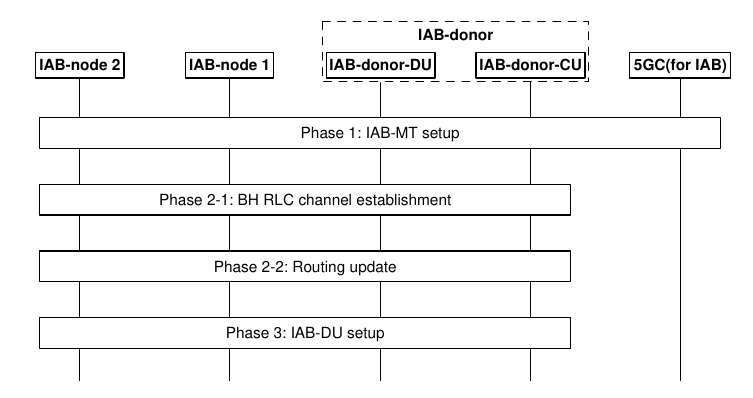 IAB-donor
IAB-node 2 IAB-node 1 IAB-donor-DU IAB-donor-CU 5GC(for IAB)
Phase 1: IAB-MT setup
Phase 2-1: BH RLC channel establishment
Phase 2-2: Routing update
Phase 3: IAB-DU setup